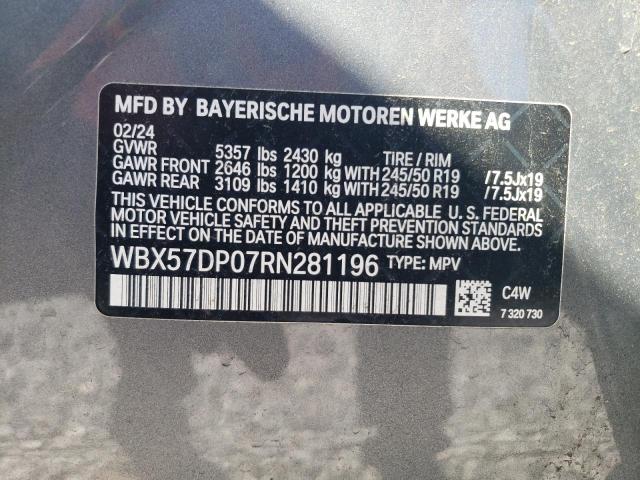 MFD BY BAYERISCHE MOTOREN WERKE AG
02/24
GVWR 5357 lbs 2430 kg TIRE / RIM
GAWR FRONT 2646 lbs 1200 kg WITH 245/50 R19 /7.5Jx19
GAWR REAR 3109 lbs 1410 kg WITH 245/50 R19 /7.5Jx19
THIS VEHICLE CONFORMS TO ALL APPLICABLE U. S. FEDERAL
MOTOR VEHICLE SAFETY AND THEFT PREVENTION STANDARDS
IN EFFECT ON THE DATE OF MANUFACTURE SHOWN ABOVE.
WBX57DP07RN281196 TYPE: MPV
C4W
7 320 730